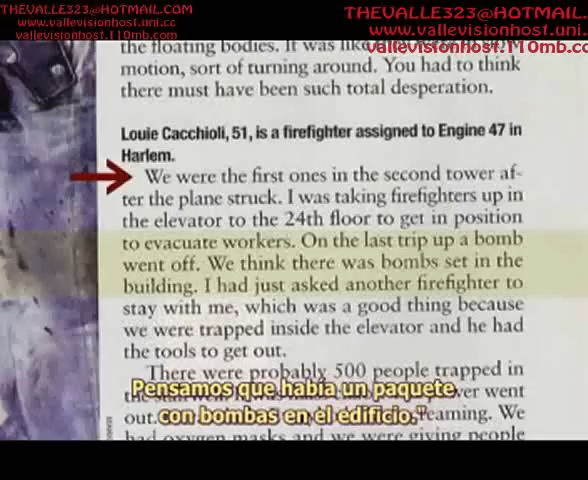 THEVALLE323@HOTMAIL.
www.vallevisionhost.uni.cc
vallevisionhost.110mb.co
THEVALLE323@HOTMAIL.
www.vallevisionhost.
vallevisionhost.110mb.co
the floating bodies. It was like
motion, sort of turning around. You had to think
there must have been such total desperation.
Louie Cacchioli, 51, is a firefighter assigned to Engine 47 in
Harlem.
We were the first ones in the second tower af-
ter the plane struck. I was taking firefighters up in
the elevator to the 24th floor to get in position
to evacuate workers. On the last trip up a bomb
went off. We think there was bombs set in the
building. I had just asked another firefighter to
stay with me, which was a good thing because
we were trapped inside the elevator and he had
the tools to get out.
There were probably 500 people trapped in
went
out.
eaming. We
had oxygen masks and we were giving people
Pensamos que había un paquete
con bombas en el edificio."